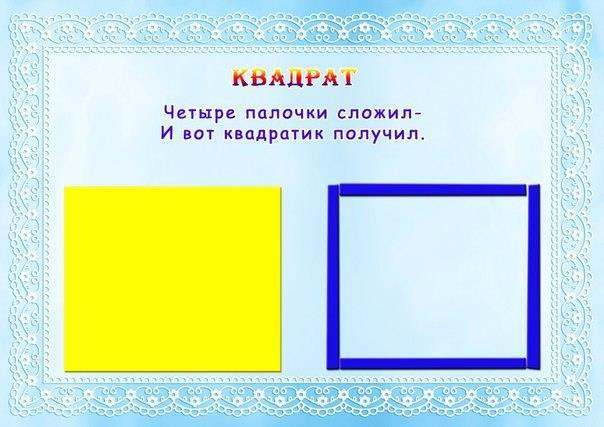 КВАДРАТ
Четыре палочки сложил-
И вот квадратик получил.